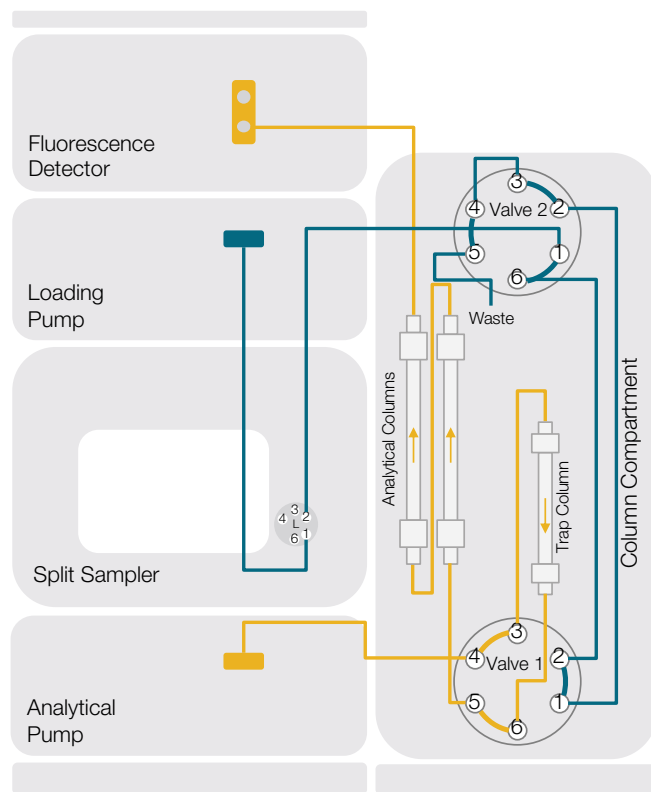 Fluorescence
Detector
Loading
Pump
Split Sampler
3
4
2
L
6
1
Analytical
Pump
3
4
Valve 2
2
5
1
6
Waste
Analytical Columns
Trap Column
Column Compartment
3
4
Valve 1
2
5
1
6